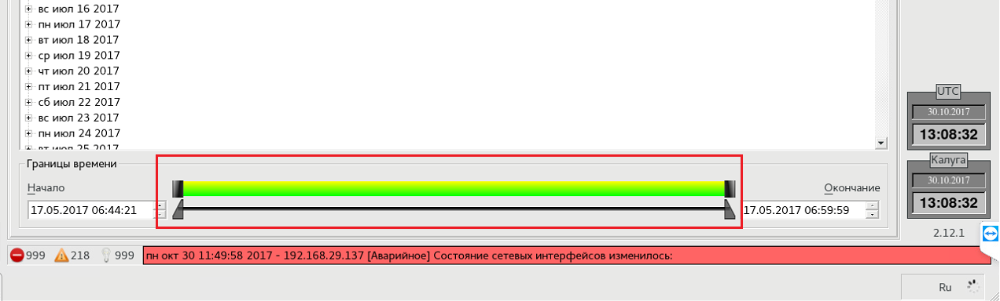 вс июл 16 2017
пн июл 17 2017
вт июл 18 2017
ср июл 19 2017
чт июл 20 2017
пт июл 21 2017
сб июл 22 2017
вс июл 23 2017
пн июл 24 2017
вт июл 25 2017
Границы времени
Начало
Окончание
17.05.2017 06:44:21
17.05.2017 06:59:59
UTC
30.10.2017
13:08:32
Калуга
30.10.2017
13:08:32
2.12.1
999 218 999 пн окт 30 11:49:58 2017 - 192.168.29.137 [Аварийное] Состояние сетевых интерфейсов изменилось:
Ru